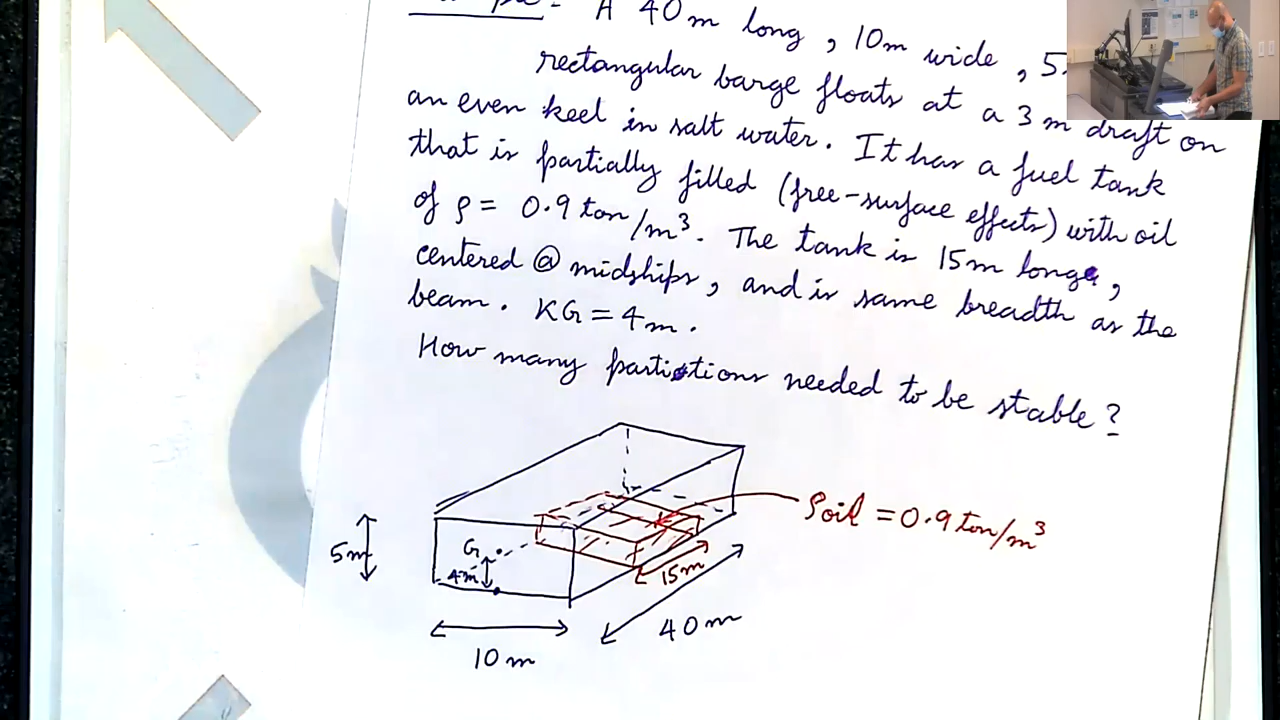 A 40m long, 10m wide, 5
rectangular barge floats at a 3m draft on
an even keel in salt water. It has a fuel tank
that is partially filled (free-surface effects) with oil
of ρ = 0.9 ton/m³. The tank is 15m long,
centered @ midships, and is same breadth as the
beam. KG = 4m.
How many partitions needed to be stable?
ρoil = 0.9 ton/m³
5m
G
4m
15m
40m
10m